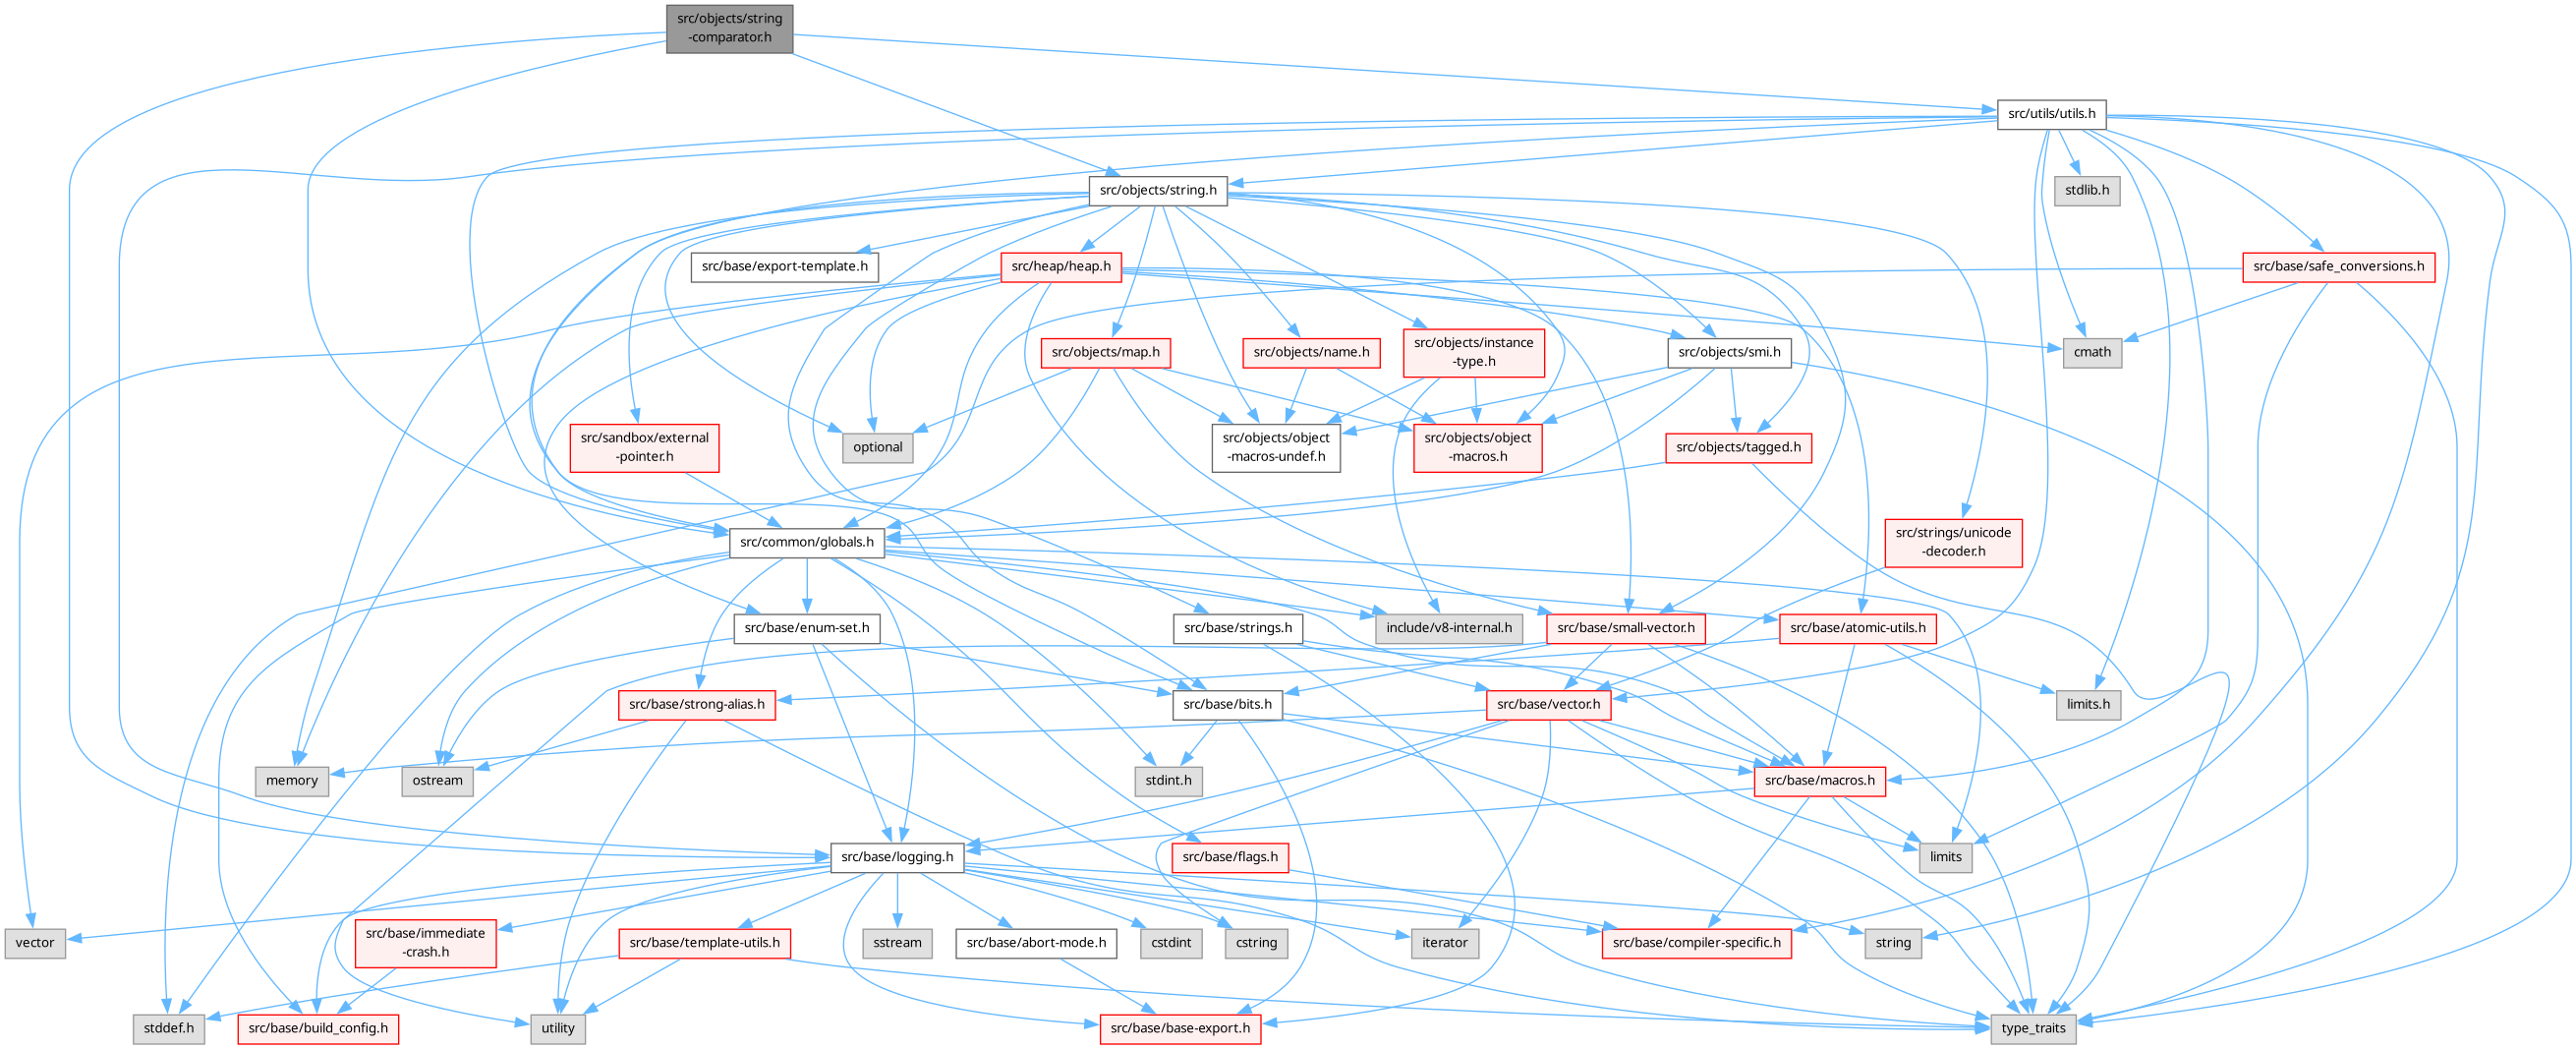 src/objects/string
-comparator.h
src/utils/utils.h
src/objects/string.h
stdlib.h
src/base/export-template.h
src/heap/heap.h
src/base/safe_conversions.h
src/objects/map.h
src/objects/name.h
src/objects/instance
-type.h
src/objects/smi.h
cmath
src/sandbox/external
-pointer.h
optional
src/objects/object
-macros-undef.h
src/objects/object
-macros.h
src/objects/tagged.h
src/common/globals.h
src/strings/unicode
-decoder.h
src/base/enum-set.h
src/base/strings.h
include/v8-internal.h
src/base/small-vector.h
src/base/atomic-utils.h
src/base/strong-alias.h
src/base/bits.h
src/base/vector.h
limits.h
memory
ostream
stdint.h
src/base/macros.h
src/base/logging.h
src/base/flags.h
limits
vector
src/base/immediate
-crash.h
src/base/template-utils.h
sstream
src/base/abort-mode.h
cstdint
cstring
iterator
src/base/compiler-specific.h
string
stddef.h
src/base/build_config.h
utility
src/base/base-export.h
type_traits